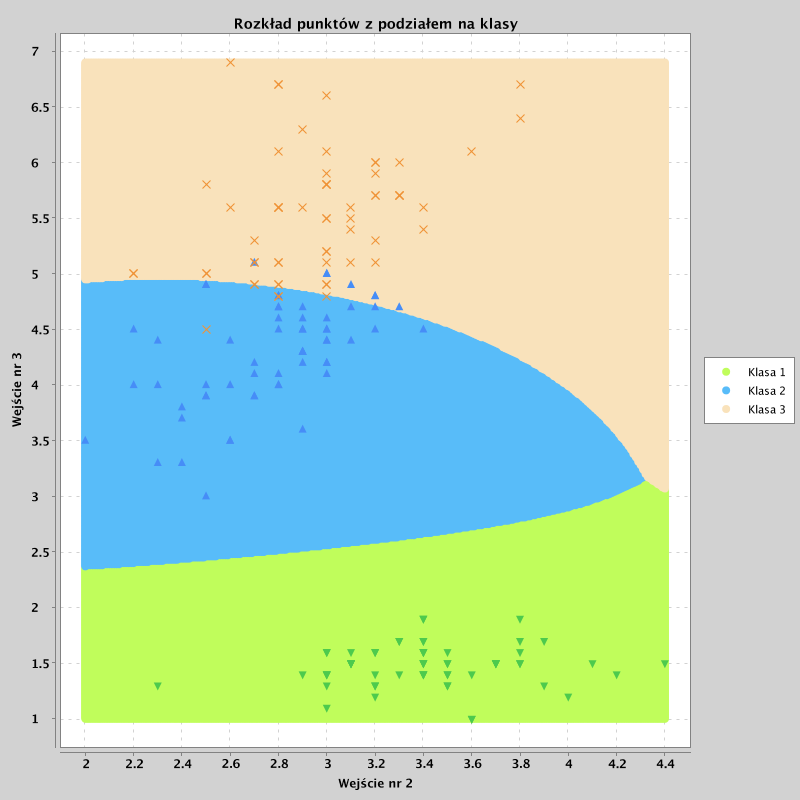 Rozkład punktów z podziałem na klasy
7
6.5
6
5.5
5
4.5
4
3.5
3
2.5
2
1.5
1
Wejście nr 3
2 2.2 2.4 2.6 2.8 3 3.2 3.4 3.6 3.8 4 4.2 4.4
Wejście nr 2
Klasa 1
Klasa 2
Klasa 3